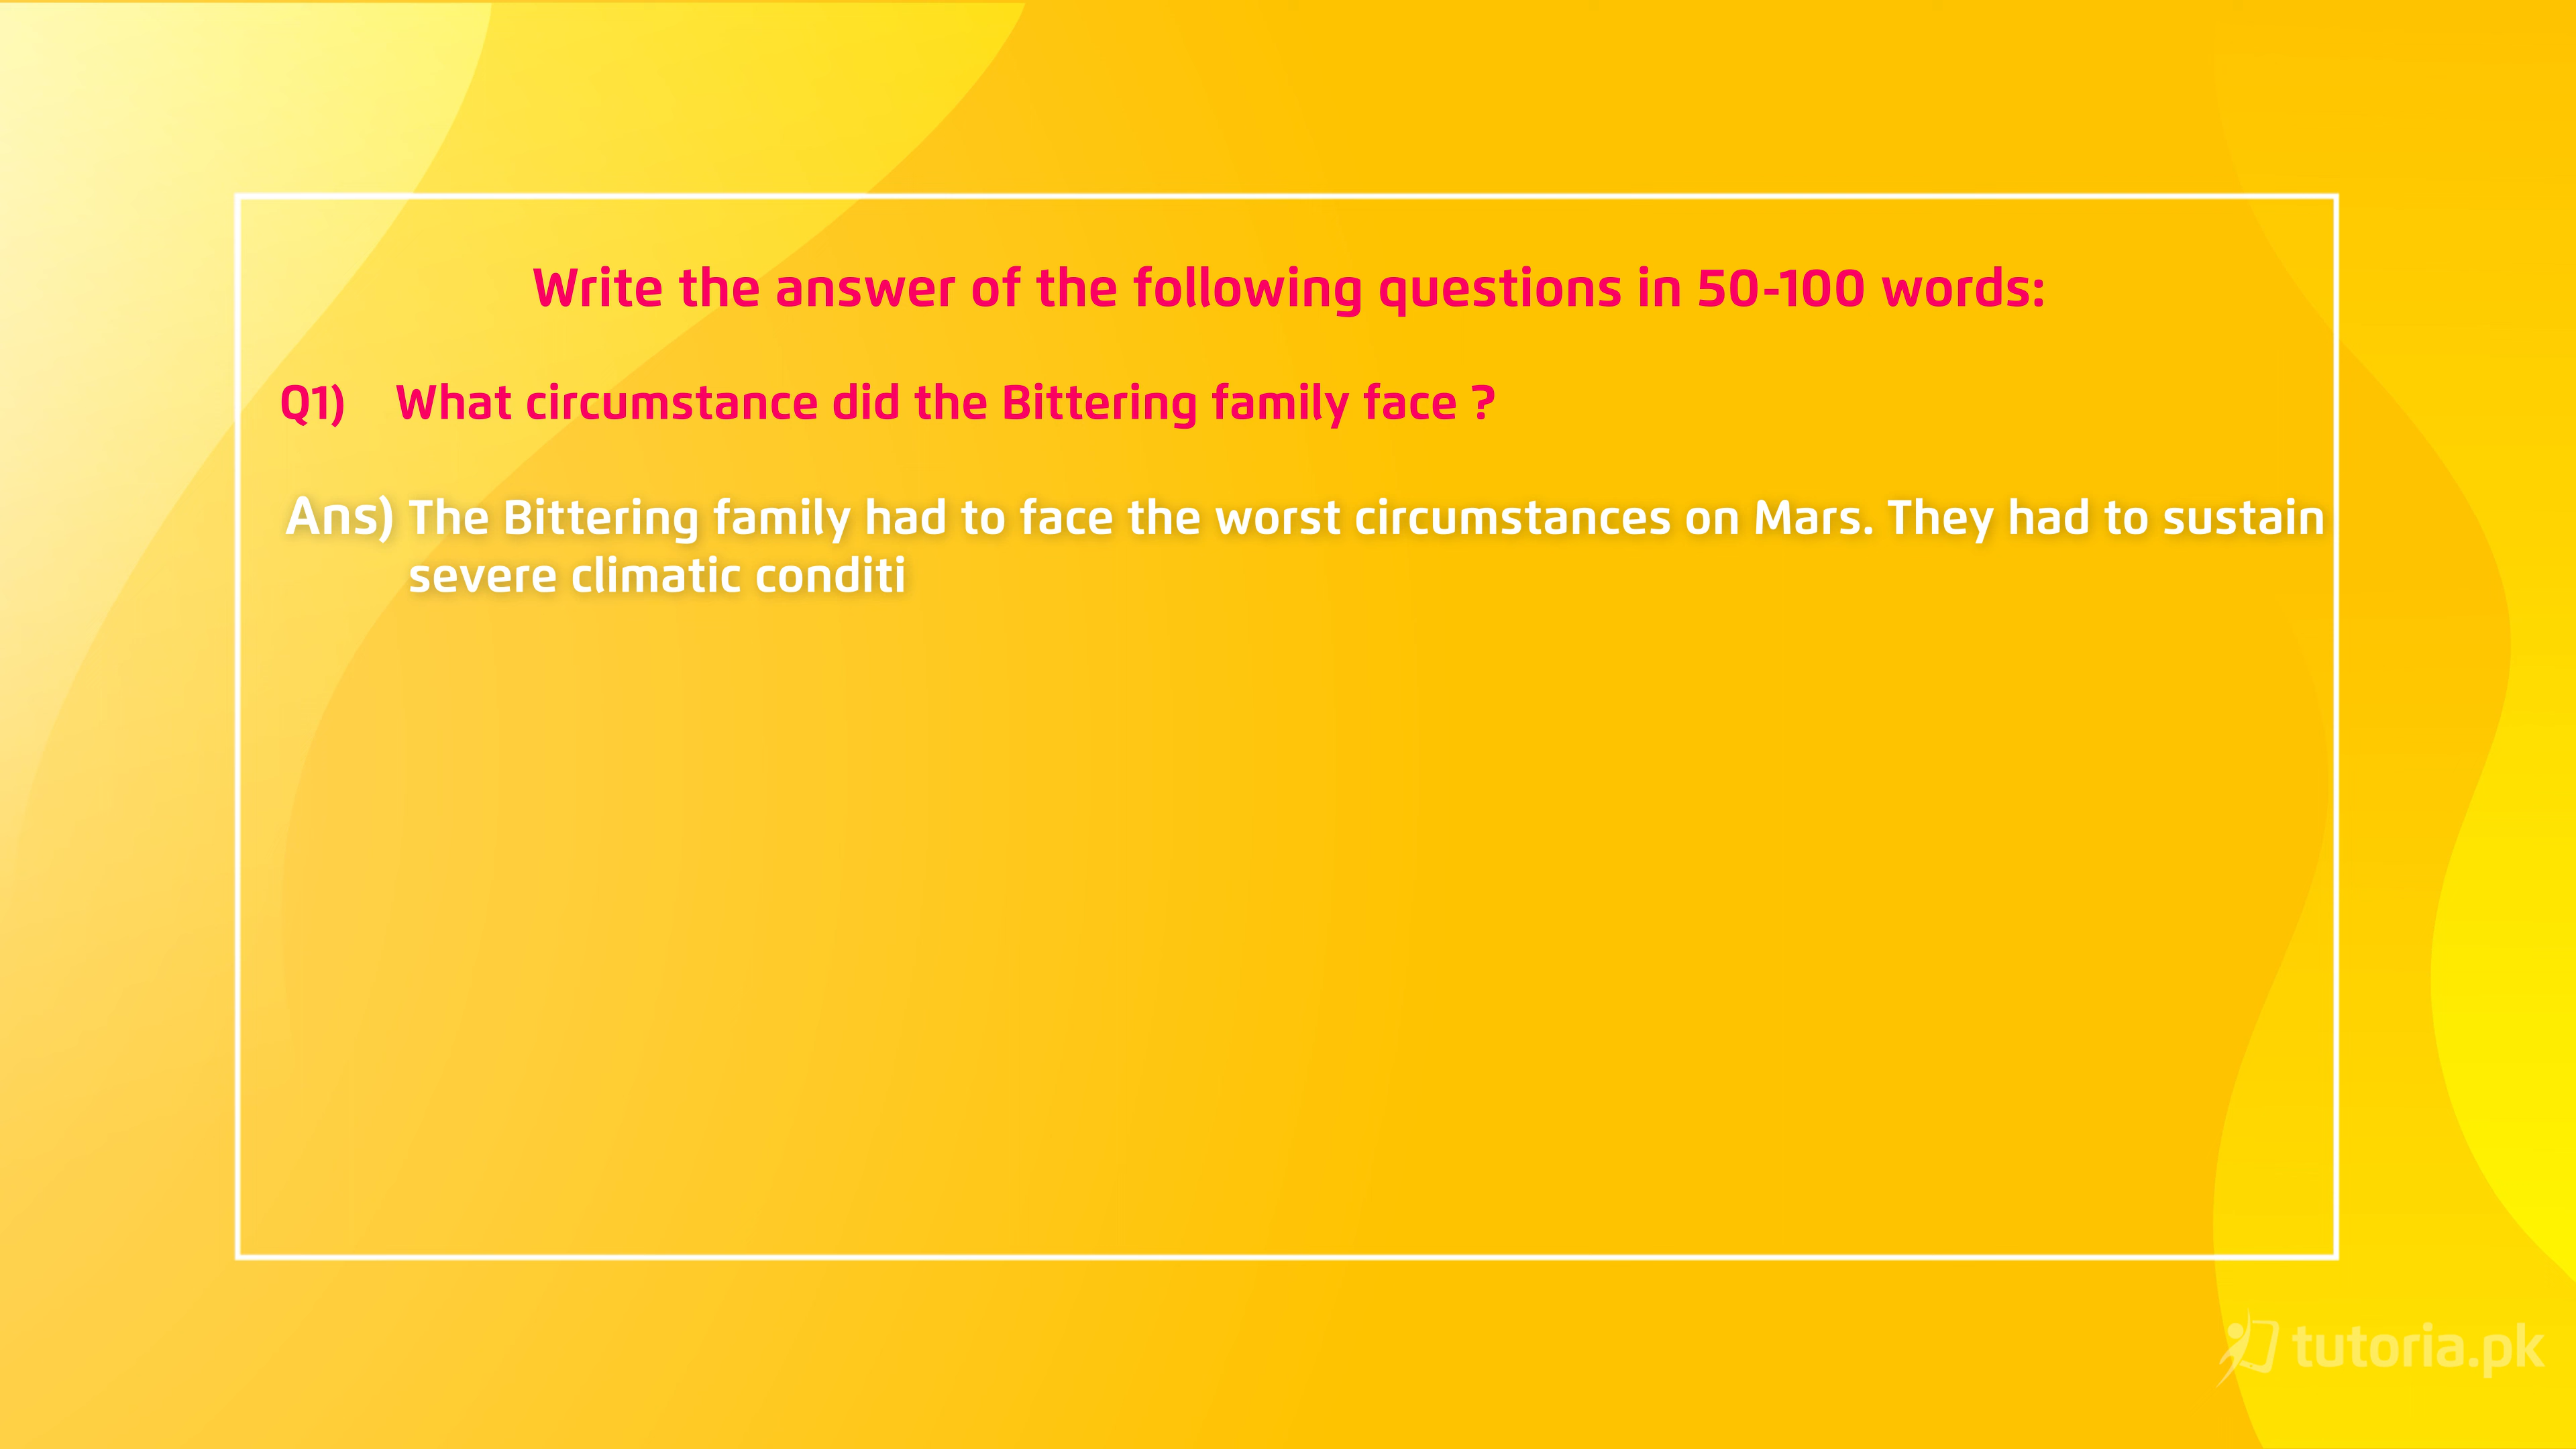 Write the answer of the following questions in 50-100 words:
Q1) What circumstance did the Bittering family face ?
Ans) The Bittering family had to face the worst circumstances on Mars. They had to sustain
severe climatic conditi
tutoria.pk